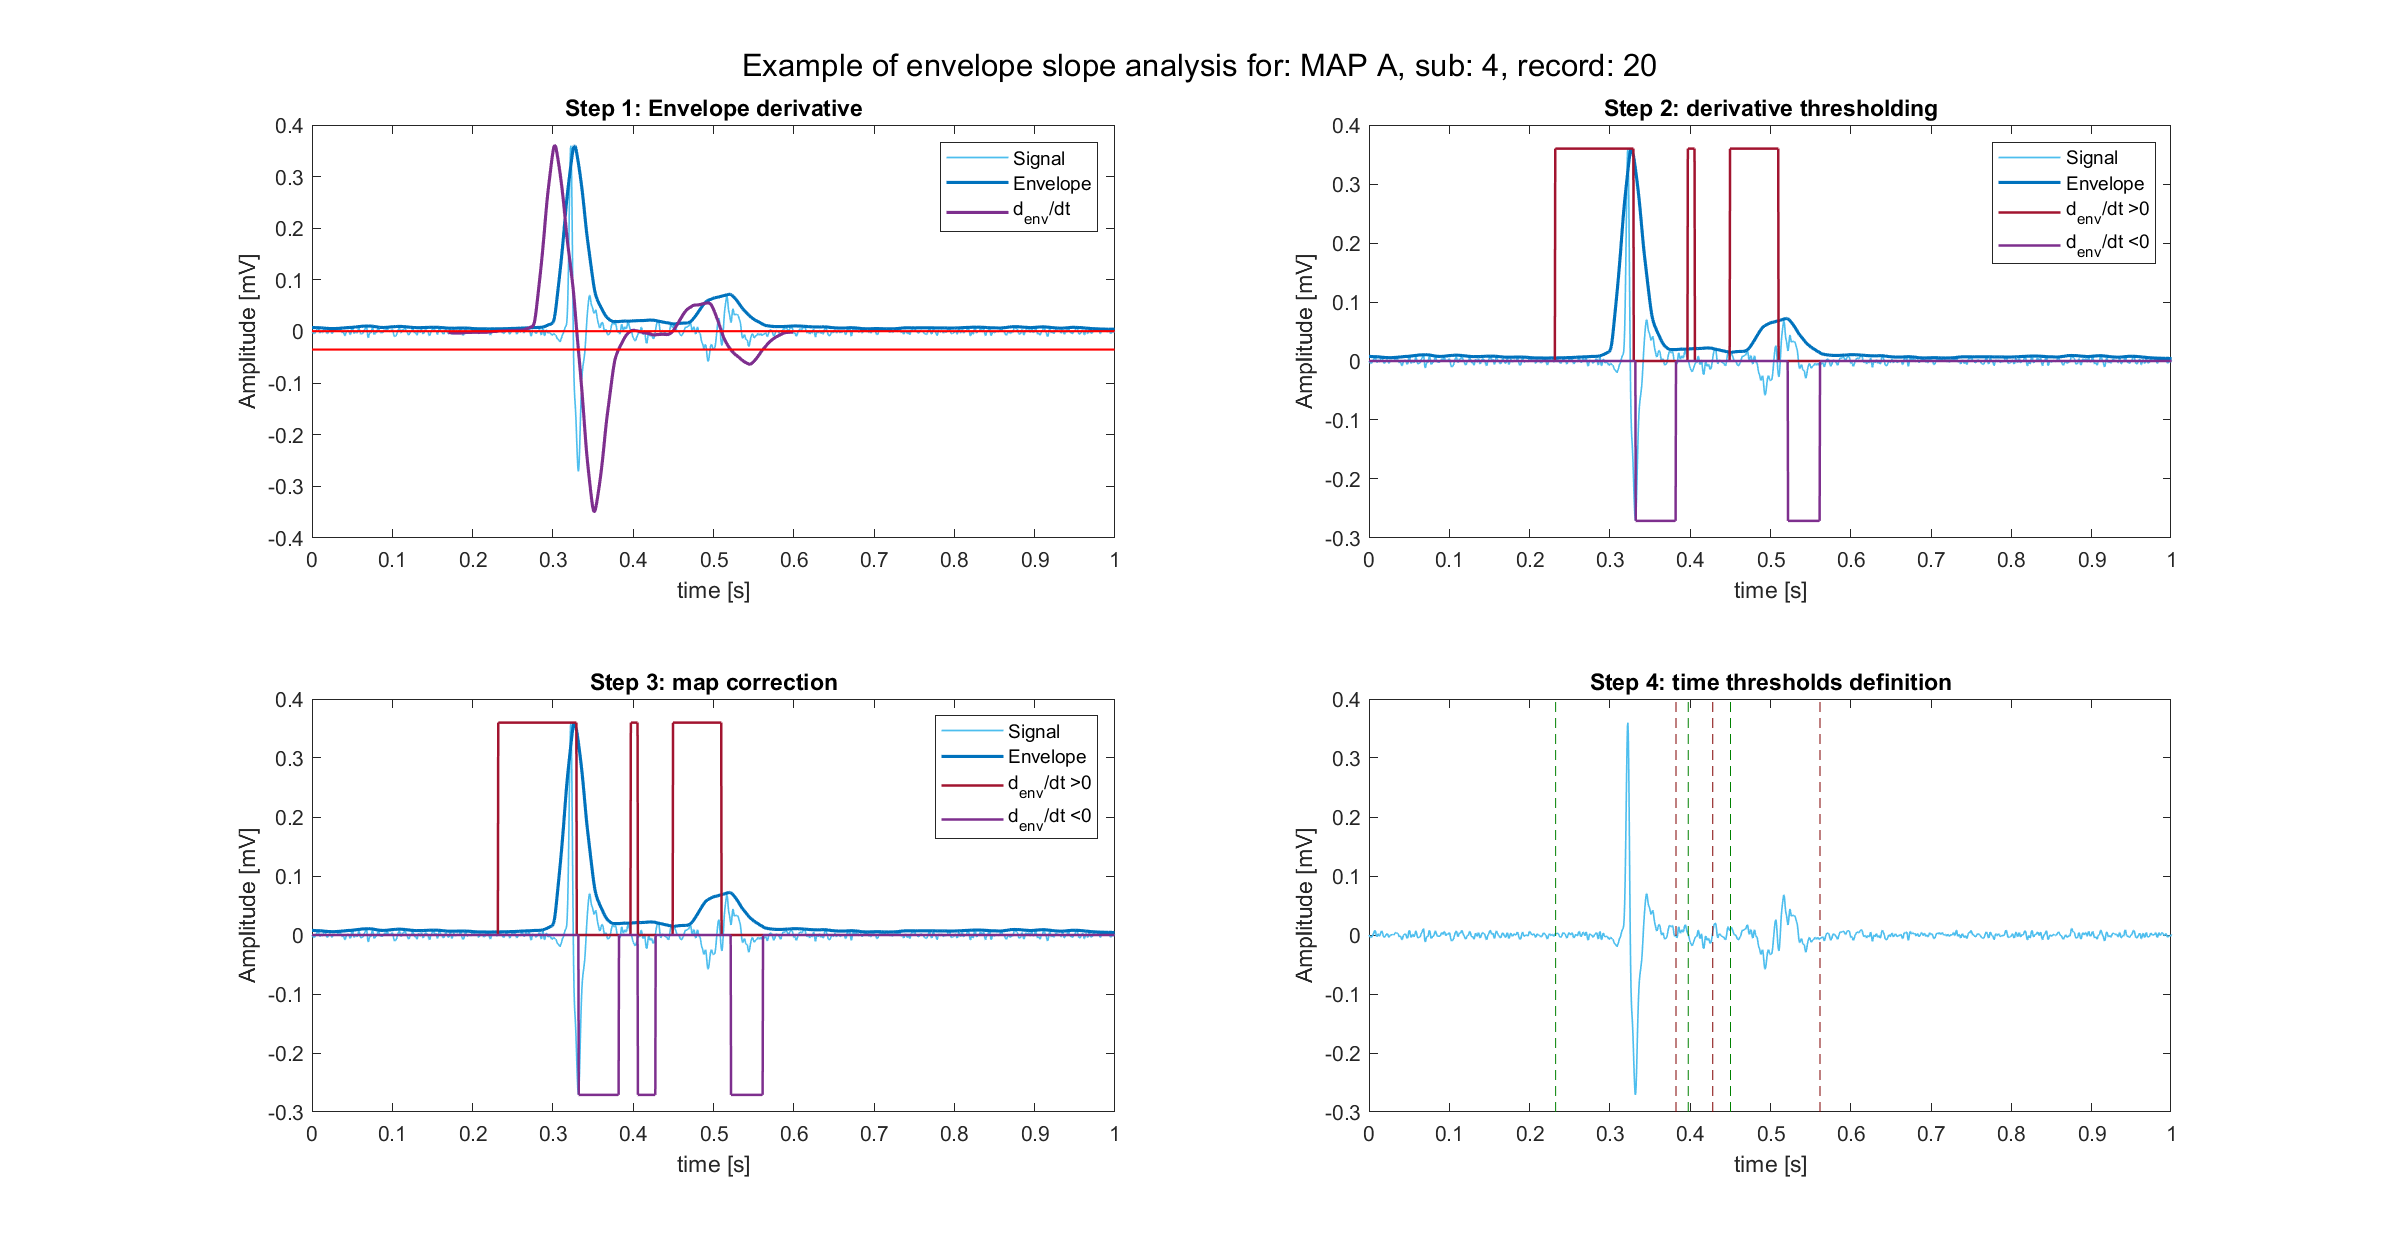 Example of envelope slope analysis for: MAP A, sub: 4, record: 20
Step 1: Envelope derivative
0.4
0.3
0.2
0.1
0
-0.1
-0.2
-0.3
-0.4
Amplitude [mV]
Signal
Envelope
d_env/dt
0 0.1 0.2 0.3 0.4 0.5 0.6 0.7 0.8 0.9 1
time [s]
Step 2: derivative thresholding
0.4
0.3
0.2
0.1
0
-0.1
-0.2
-0.3
Amplitude [mV]
Signal
Envelope
d_env/dt >0
d_env/dt <0
0 0.1 0.2 0.3 0.4 0.5 0.6 0.7 0.8 0.9 1
time [s]
Step 3: map correction
0.4
0.3
0.2
0.1
0
-0.1
-0.2
-0.3
Amplitude [mV]
Signal
Envelope
d_env/dt >0
d_env/dt <0
0 0.1 0.2 0.3 0.4 0.5 0.6 0.7 0.8 0.9 1
time [s]
Step 4: time thresholds definition
0.4
0.3
0.2
0.1
0
-0.1
-0.2
-0.3
Amplitude [mV]
0 0.1 0.2 0.3 0.4 0.5 0.6 0.7 0.8 0.9 1
time [s]